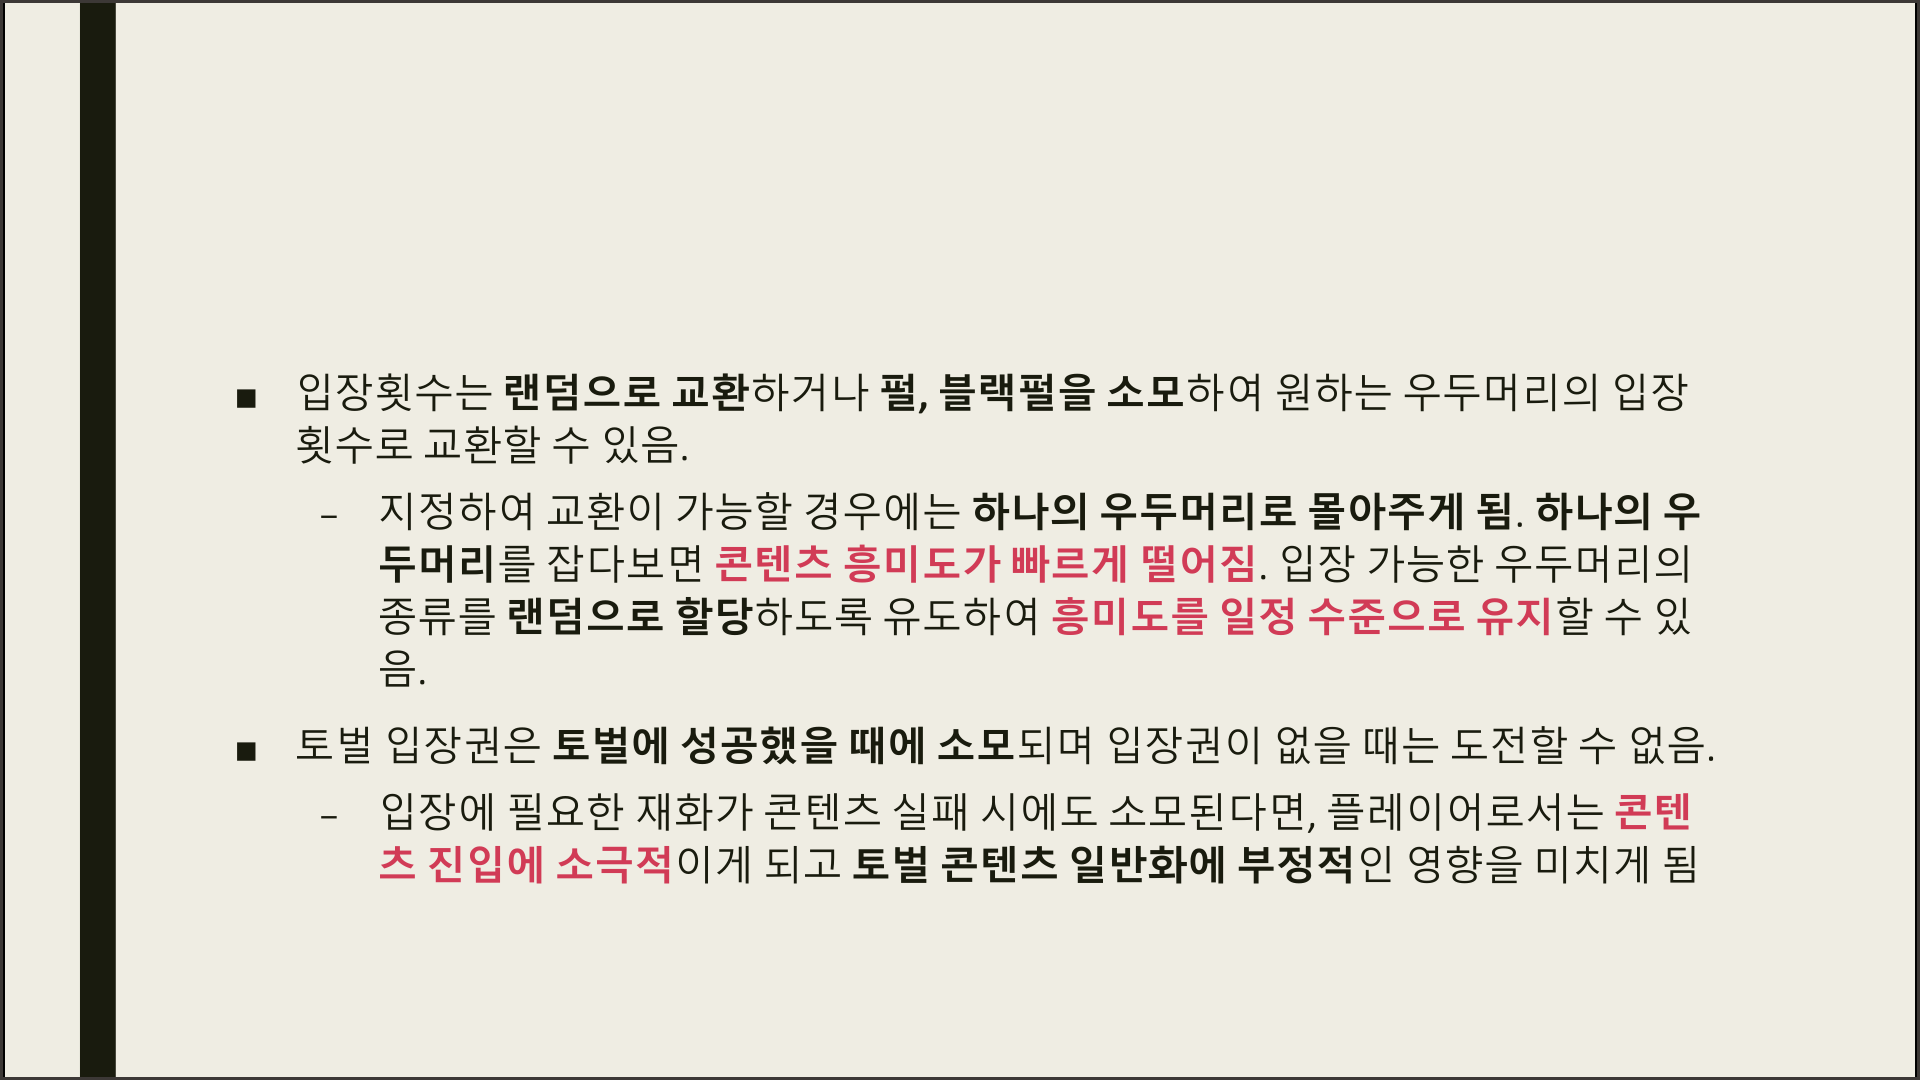 ■ 입장횟수는 랜덤으로 교환하거나 펄, 블랙펄을 소모하여 원하는 우두머리의 입장
횟수로 교환할 수 있음.
– 지정하여 교환이 가능할 경우에는 하나의 우두머리로 몰아주게 됨. 하나의 우
두머리를 잡다보면 콘텐츠 흥미도가 빠르게 떨어짐. 입장 가능한 우두머리의
종류를 랜덤으로 할당하도록 유도하여 흥미도를 일정 수준으로 유지할 수 있
음.
■ 토벌 입장권은 토벌에 성공했을 때에 소모되며 입장권이 없을 때는 도전할 수 없음.
– 입장에 필요한 재화가 콘텐츠 실패 시에도 소모된다면, 플레이어로서는 콘텐
츠 진입에 소극적이게 되고 토벌 콘텐츠 일반화에 부정적인 영향을 미치게 됨